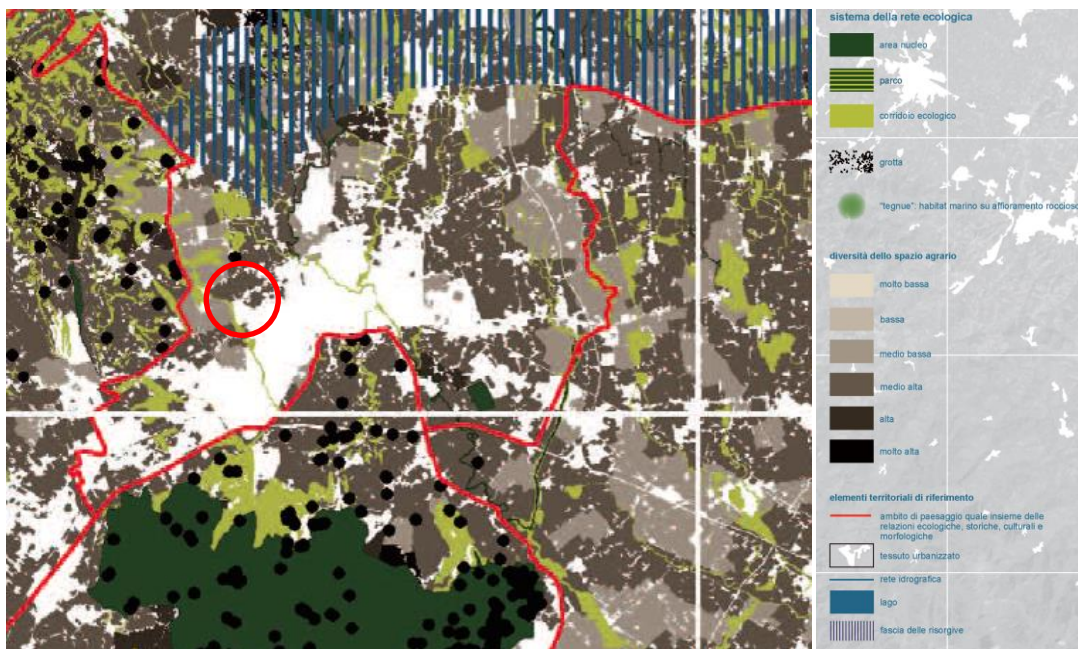 sistema della rete ecologica
area nucleo
parco
corridoio ecologico
grotta
"tegnue": habitat marino su affioramento roccioso
diversità dello spazio agrario
molto bassa
bassa
medio bassa
medio alta
alta
molto alta
elementi territoriali di riferimento
ambito di paesaggio quale insieme delle
relazioni ecologiche, storiche, culturali e
morfologiche
tessuto urbanizzato
rete idrografica
lago
fascia delle risorgive